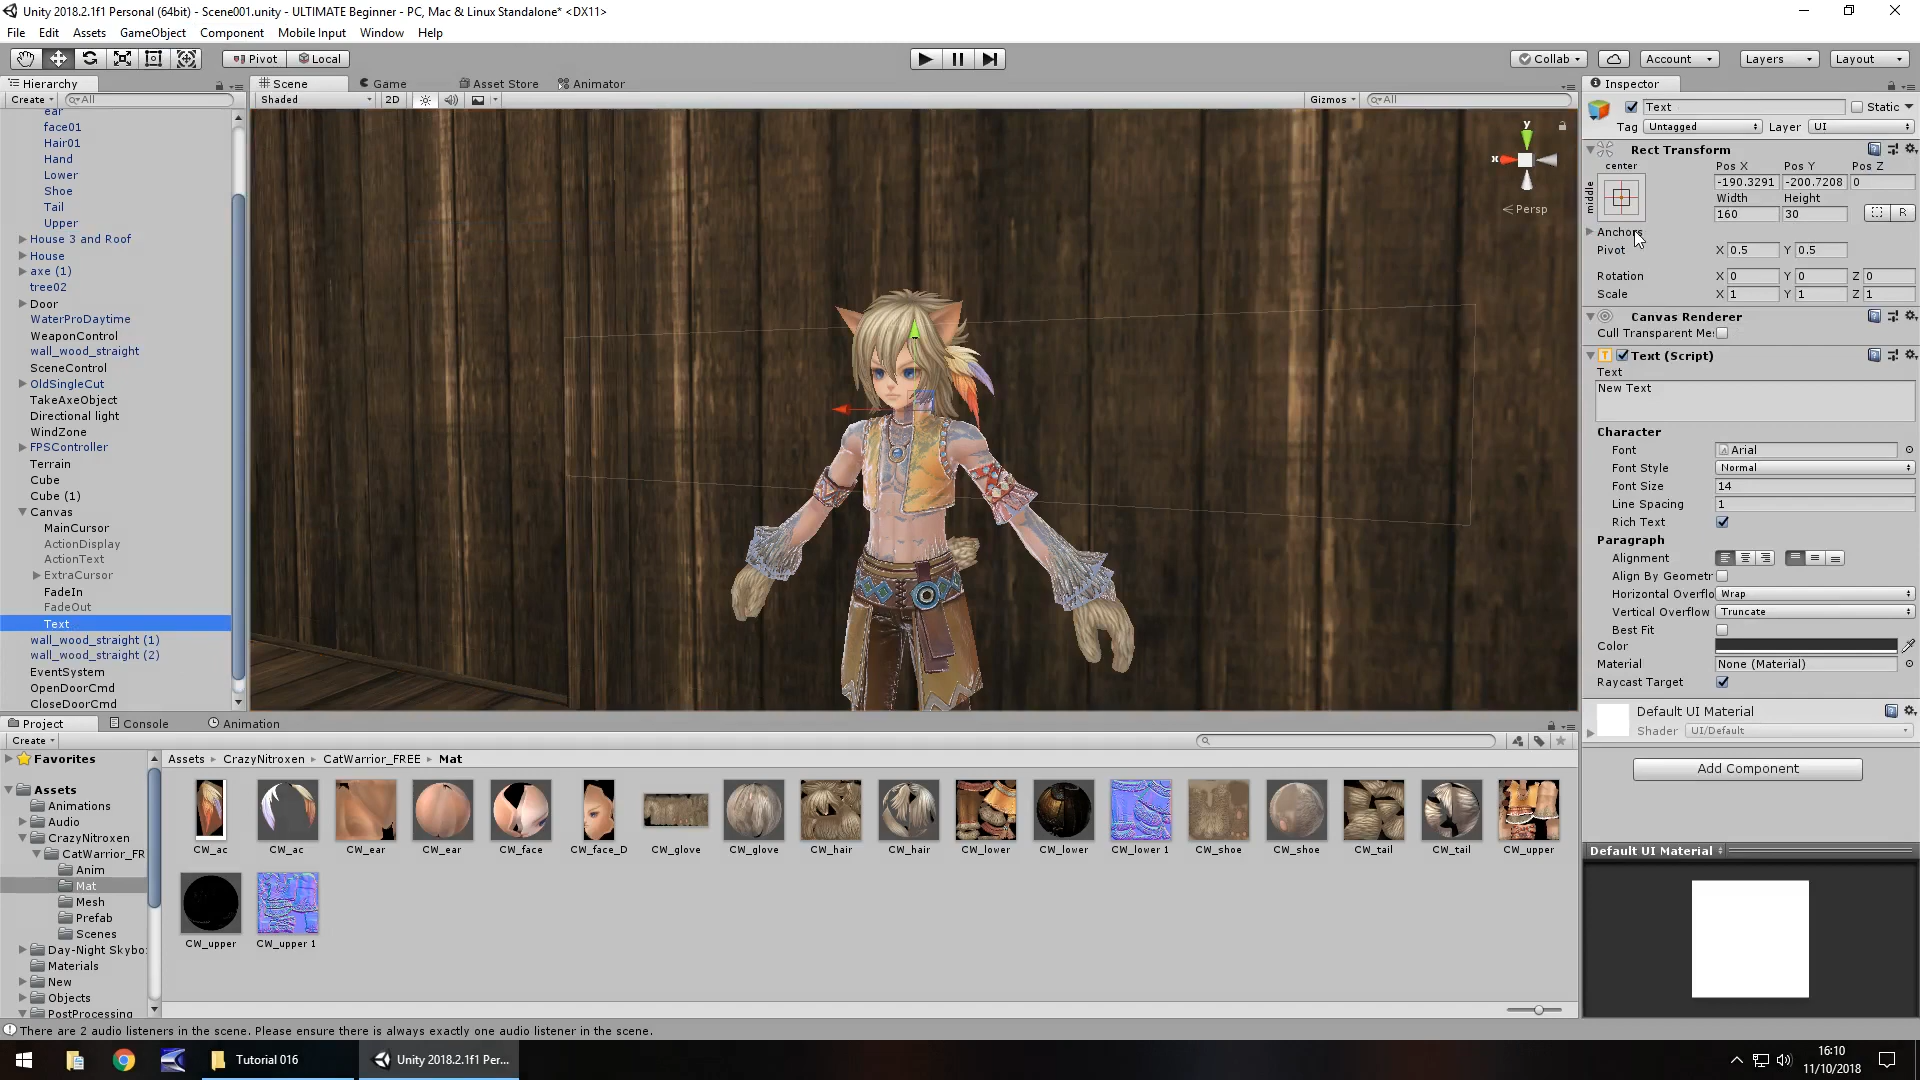 Unity 2018.2.1f1 Personal (64bit) - Scene001.unity - ULTIMATE Beginner - PC, Mac & Linux Standalone* <DX11>
File Edit Assets GameObject Component Mobile Input Window Help
Pivot Local Collab Account Layers Layout
Hierarchy
Create All
ear
face01
Hair01
Hand
Lower
Shoe
Tail
Upper
House 3 and Roof
House
axe (1)
tree02
Door
WaterProDaytime
WeaponControl
wall_wood_straight
SceneControl
OldSingleCut
TakeAxeObject
Directional light
WindZone
FPSController
Terrain
Cube
Cube (1)
Canvas
MainCursor
ActionDisplay
ActionText
ExtraCursor
FadeIn
FadeOut
Text
wall_wood_straight (1)
wall_wood_straight (2)
EventSystem
OpenDoorCmd
CloseDoorCmd
Scene Game Asset Store Animator
Shaded 2D Gizmos All
y
x
Persp
Inspector
Text Static
Tag Untagged Layer UI
Rect Transform
center Pos X Pos Y Pos Z
middle -190.3291 -200.7208 0
Width Height
160 30 R
Anchors
Pivot X 0.5 Y 0.5
Rotation X 0 Y 0 Z 0
Scale X 1 Y 1 Z 1
Canvas Renderer
Cull Transparent Me:
Text (Script)
Text
New Text
Character
Font Arial
Font Style Normal
Font Size 14
Line Spacing 1
Rich Text
Paragraph
Alignment
Align By Geometr
Horizontal Overflo Wrap
Vertical Overflow Truncate
Best Fit
Color
Material None (Material)
Raycast Target
Default UI Material
Shader UI/Default
Add Component
Default UI Material
Project Console Animation
Create
Favorites
Assets
Animations
Audio
CrazyNitroxen
CatWarrior_FR
Anim
Mat
Mesh
Prefab
Scenes
Day-Night Skybo:
Materials
New
Objects
PostProcessing
Assets CrazyNitroxen CatWarrior_FREE Mat
CW_ac CW_ac CW_ear CW_ear CW_face CW_face_D CW_glove CW_glove CW_hair CW_hair CW_lower CW_lower CW_lower 1 CW_shoe CW_shoe CW_tail CW_tail CW_upper
CW_upper CW_upper 1
There are 2 audio listeners in the scene. Please ensure there is always exactly one audio listener in the scene.
Tutorial 016 Unity 2018.2.1f1 Per...
16:10
11/10/2018